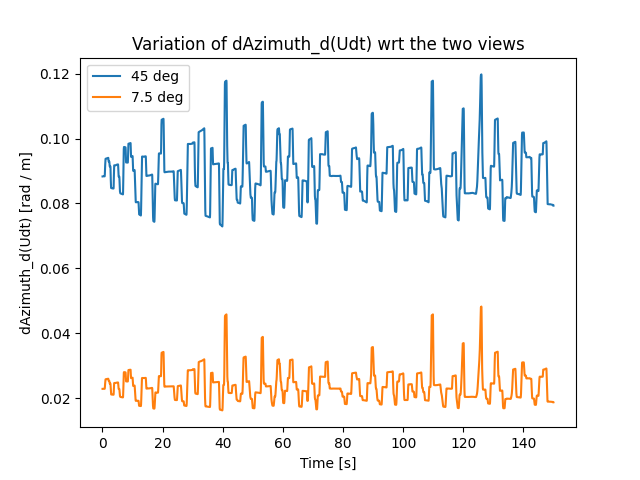 Variation of dAzimuth_d(Udt) wrt the two views
45 deg
7.5 deg
dAzimuth_d(Udt) [rad / m]
0.12
0.10
0.08
0.06
0.04
0.02
0 20 40 60 80 100 120 140
Time [s]